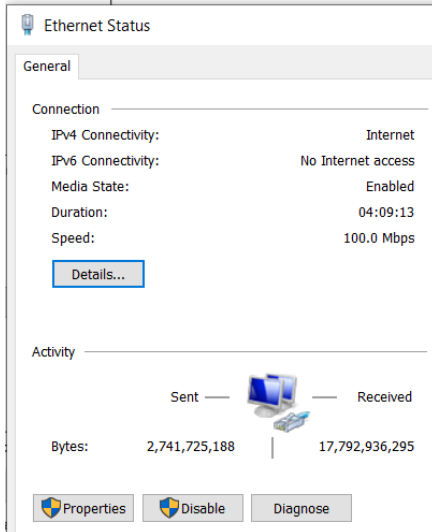 Ethernet Status
General
Connection
IPv4 Connectivity: Internet
IPv6 Connectivity: No Internet access
Media State: Enabled
Duration: 04:09:13
Speed: 100.0 Mbps
Details...
Activity
Sent Received
Bytes: 2,741,725,188 17,792,936,295
Properties Disable Diagnose